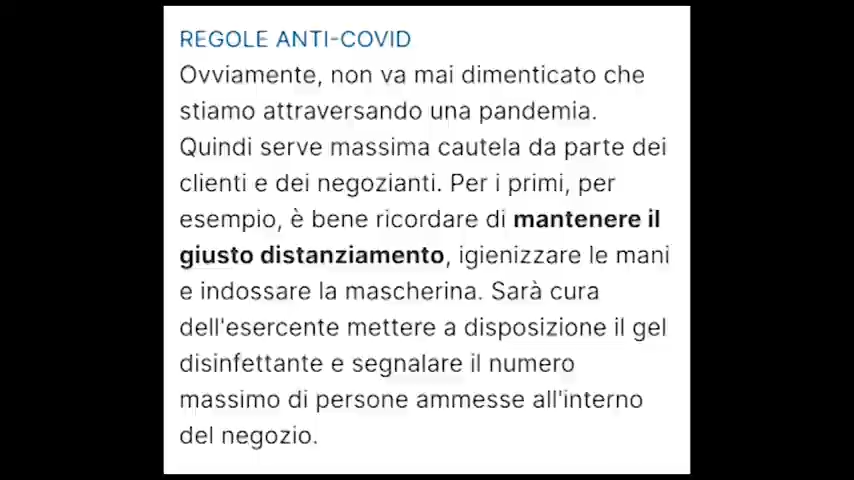 REGOLE ANTI-COVID
Ovviamente, non va mai dimenticato che
stiamo attraversando una pandemia.
Quindi serve massima cautela da parte dei
clienti e dei negozianti. Per i primi, per
esempio, è bene ricordare di mantenere il
giusto distanziamento, igienizzare le mani
e indossare la mascherina. Sarà cura
dell'esercente mettere a disposizione il gel
disinfettante e segnalare il numero
massimo di persone ammesse all'interno
del negozio.